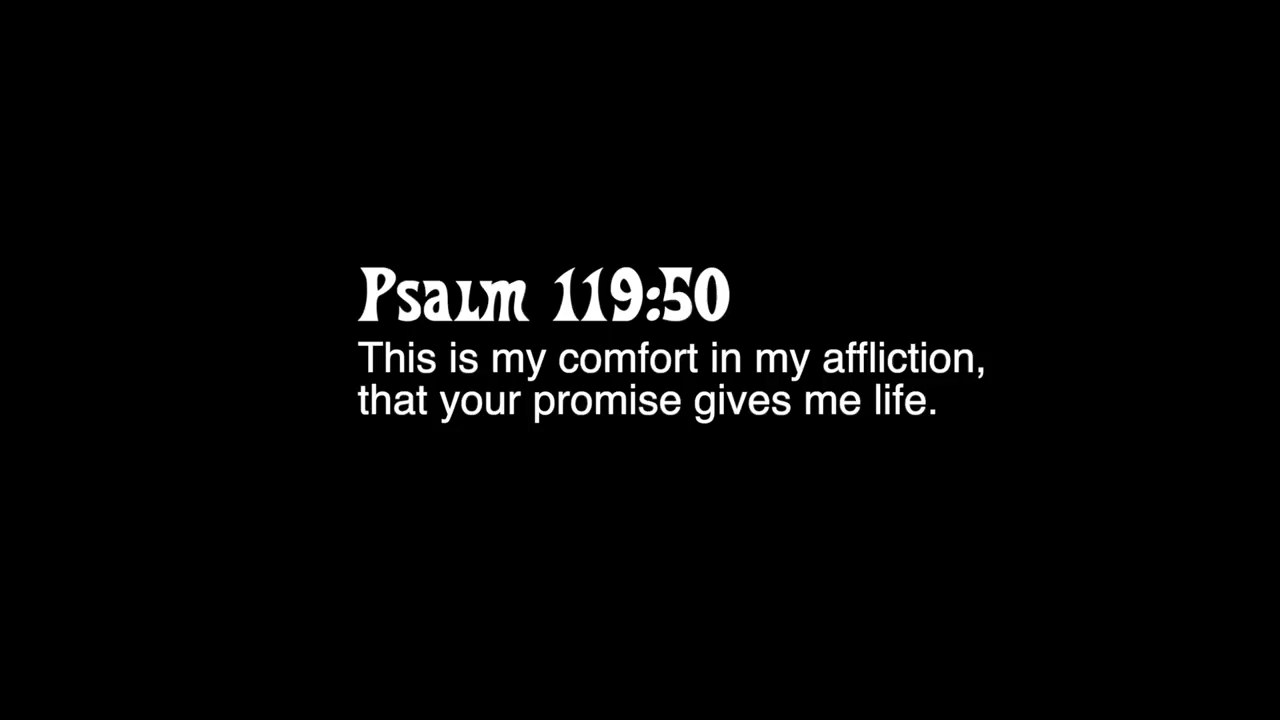 Psalm 119:50
This is my comfort in my affliction,
that your promise gives me life.